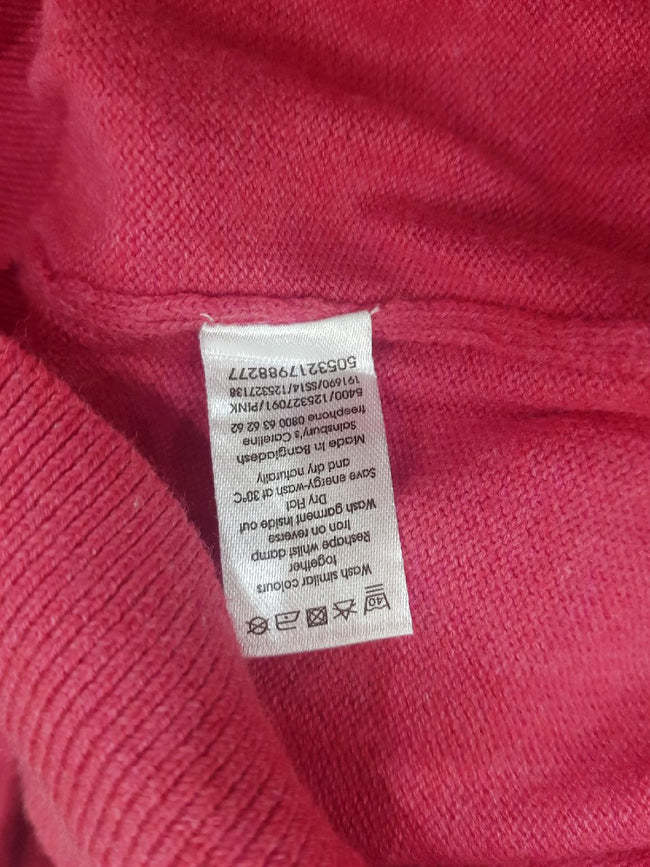 40
Wash similar colours
together
Reshape whilst damp
Iron on reverse
Wash garment inside out
Dry Flat
Save energy-wash at 30°C
and dry naturally
Made in Bangladesh
Sainsbury's Careline
freephone 0800 63 62 62
5400/125327091/PINK
191690/SS14/125327138
5053217988277